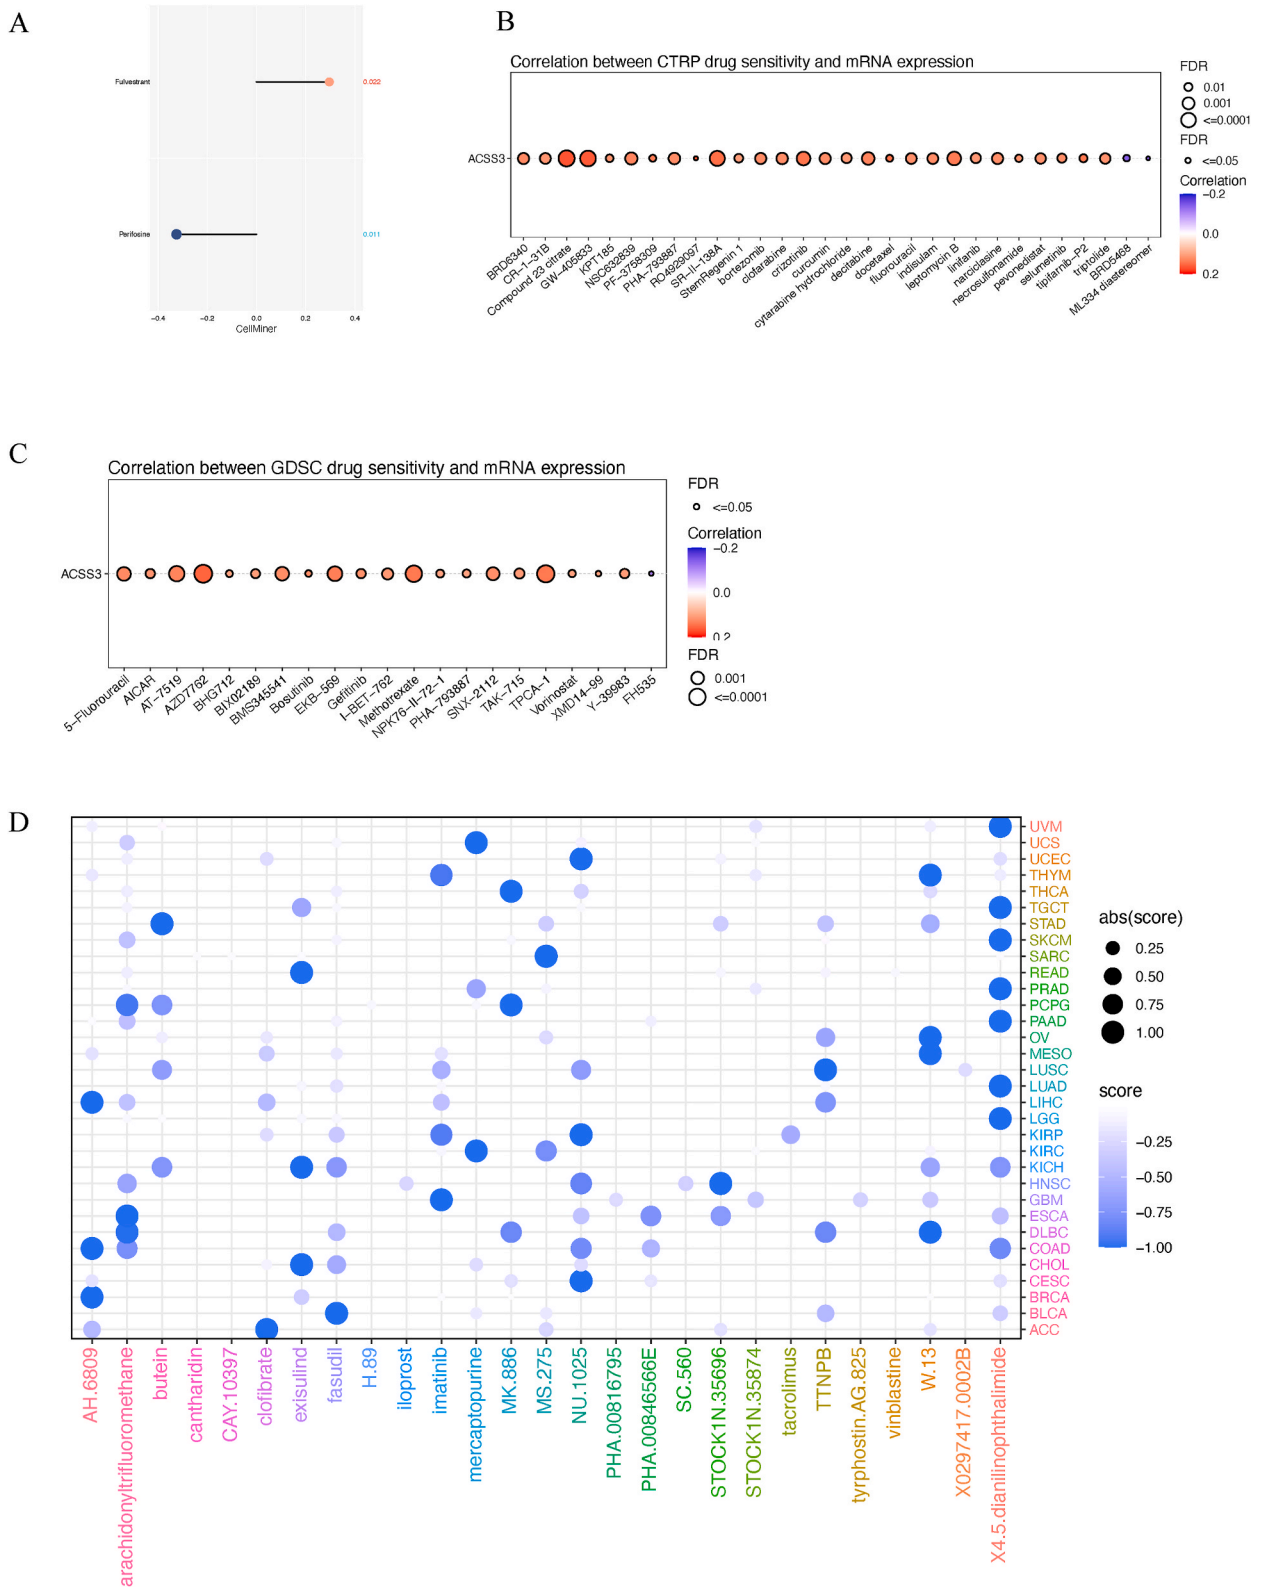 A
Fulvestrant
0.022
Perifosine
0.011
−0.4 −0.2 0.0 0.2 0.4
CellMiner
B
Correlation between CTRP drug sensitivity and mRNA expression
ACSS3
BRD6340
CR−1−31B
Compound 23 citrate
GW−405833
KPT185
NSC632839
PF−3758309
PHA−793887
RO4929097
SR−II−138A
StemRegenin 1
bortezomib
clofarabine
crizotinib
curcumin
cytarabine hydrochloride
decitabine
docetaxel
fluorouracil
indisulam
leptomycin B
linifanib
narciclasine
necrosulfonamide
pevonedistat
selumetinib
tipifarnib−P2
triptolide
BRD5468
ML334 diastereomer
FDR
0.01
0.001
<=0.0001
FDR
<=0.05
Correlation
−0.2
0.0
0.2
C
Correlation between GDSC drug sensitivity and mRNA expression
ACSS3
5−Fluorouracil
AICAR
AT−7519
AZD7762
BHG712
BIX02189
BMS345541
Bosutinib
EKB−569
Gefitinib
I−BET−762
Methotrexate
NPK76−II−72−1
PHA−793887
SNX−2112
TAK−715
TPCA−1
Vorinostat
XMD14−99
Y−39983
FH535
FDR
<=0.05
Correlation
−0.2
0.0
0.2
FDR
0.001
<=0.0001
D
UVM
UCS
UCEC
THYM
THCA
TGCT
STAD
SKCM
SARC
READ
PRAD
PCPG
PAAD
OV
MESO
LUSC
LUAD
LIHC
LGG
KIRP
KIRC
KICH
HNSC
GBM
ESCA
DLBC
COAD
CHOL
CESC
BRCA
BLCA
ACC
AH.6809
arachidonyltrifluoromethane
butein
cantharidin
CAY.10397
clofibrate
exisulind
fasudil
H.89
iloprost
imatinib
mercaptopurine
MK.886
MS.275
NU.1025
PHA.00816795
PHA.00846566E
SC.560
STOCK1N.35696
STOCK1N.35874
tacrolimus
TTNPB
tyrphostin.AG.825
vinblastine
W.13
X0297417.0002B
X4.5.dianilinophthalimide
abs(score)
0.25
0.50
0.75
1.00
score
−0.25
−0.50
−0.75
−1.00